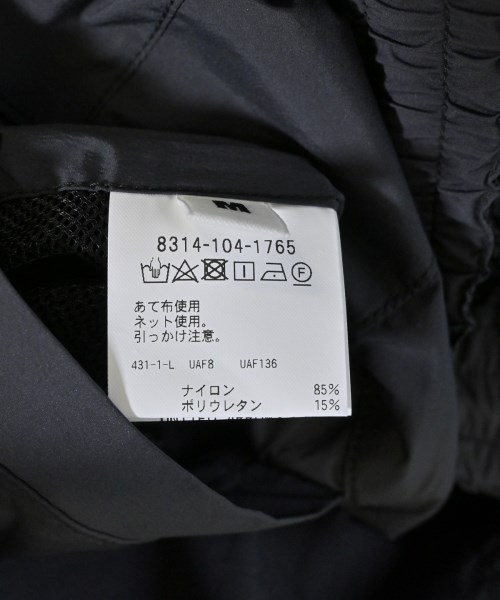 M
8314-104-1765
あて布使用
ネット使用。
引っかけ注意。
431-1-L UAF8 UAF136
ナイロン 85%
ポリウレタン 15%